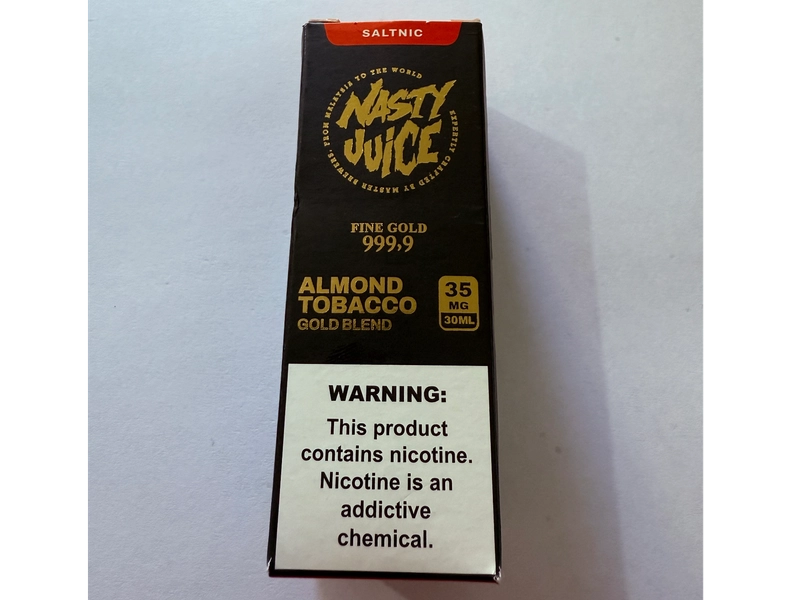 SALTNIC
FROM MALAYSIA TO THE WORLD
EXPERTLY CRAFTED BY MASTER BREWERS,
NASTY
JUICE
FINE GOLD
999,9
ALMOND
TOBACCO
GOLD BLEND
35
MG
30ML
WARNING:
This product
contains nicotine.
Nicotine is an
addictive
chemical.